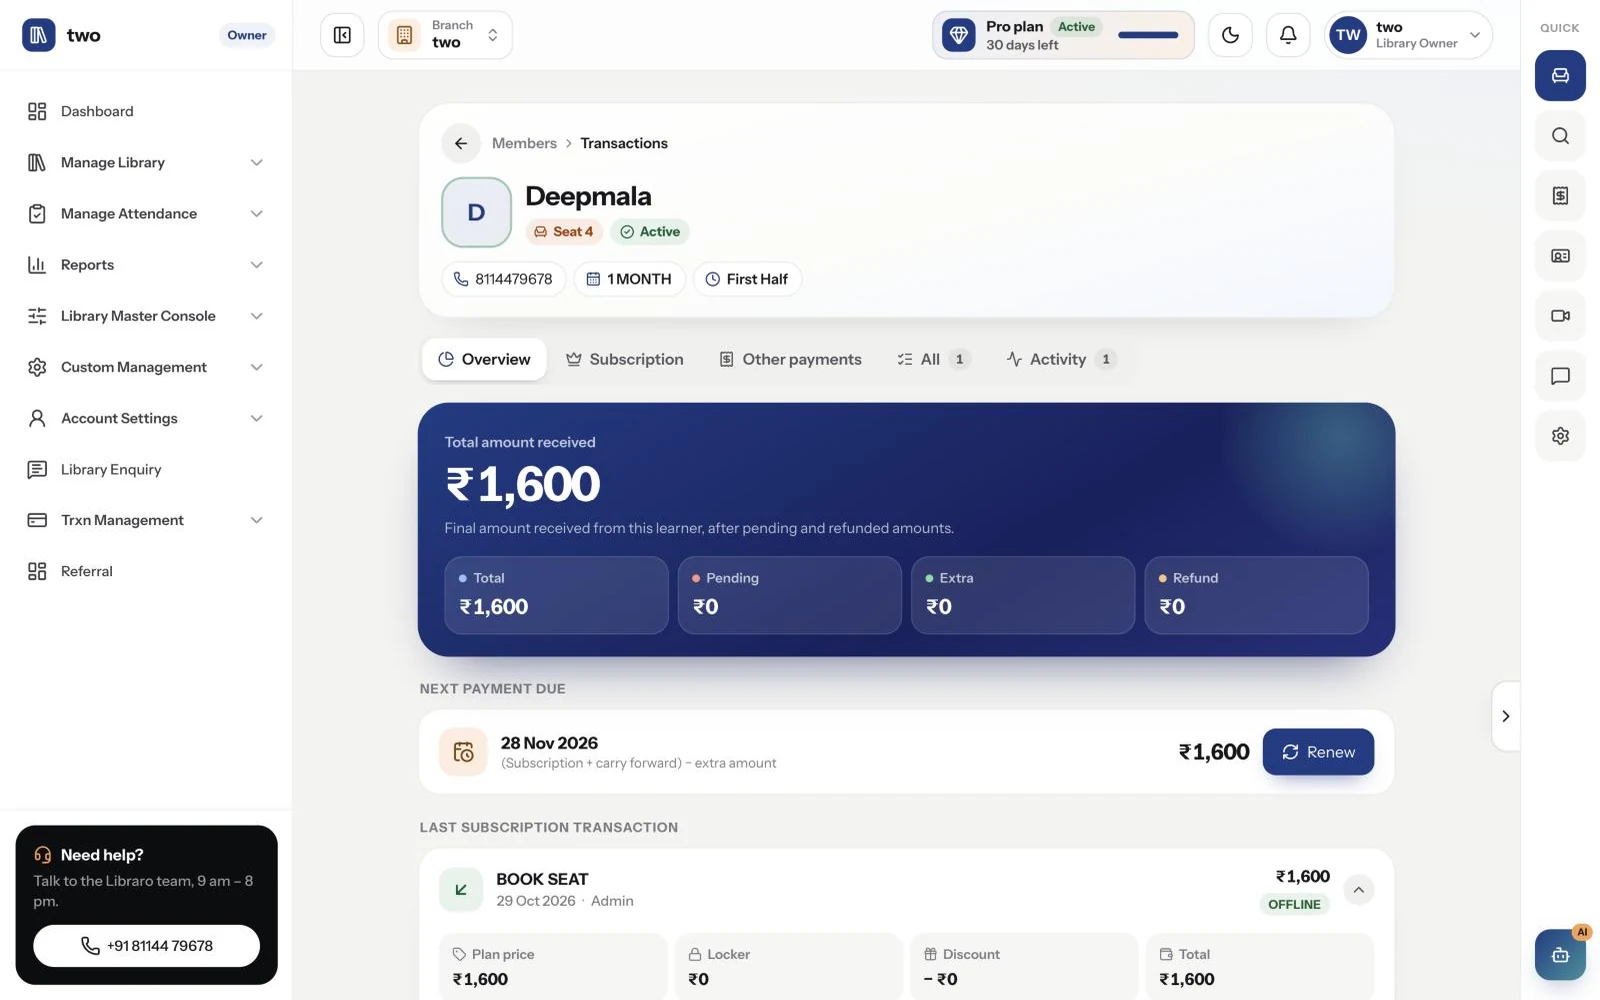 two
Owner
Branch
two
Pro plan
Active
30 days left
TW
two
Library Owner
QUICK
Dashboard
Manage Library
Manage Attendance
Reports
Library Master Console
Custom Management
Account Settings
Library Enquiry
Trxn Management
Referral
Need help?
Talk to the Libraro team, 9 am – 8
pm.
+91 81144 79678
Members > Transactions
D
Deepmala
Seat 4
Active
8114479678
1 MONTH
First Half
Overview
Subscription
Other payments
All 1
Activity 1
Total amount received
₹1,600
Final amount received from this learner, after pending and refunded amounts.
Total
₹1,600
Pending
₹0
Extra
₹0
Refund
₹0
NEXT PAYMENT DUE
28 Nov 2026
(Subscription + carry forward) − extra amount
₹1,600
Renew
LAST SUBSCRIPTION TRANSACTION
BOOK SEAT
29 Oct 2026 · Admin
₹1,600
OFFLINE
Plan price
₹1,600
Locker
₹0
Discount
− ₹0
Total
₹1,600
AI